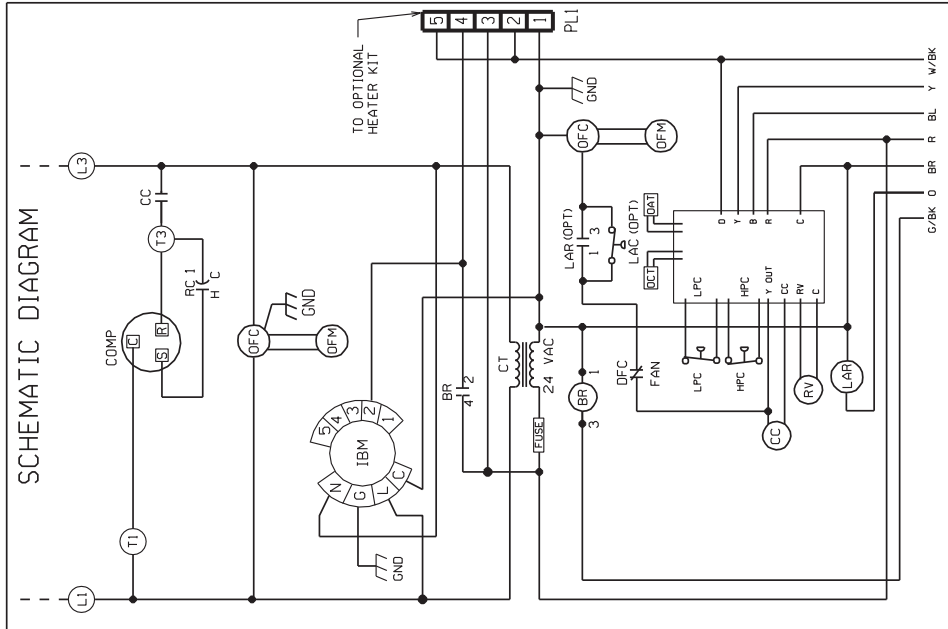 SCHEMATIC DIAGRAM
L1
L3
T1
T3
CC
COMP
C
S
R
RC 1
H C
OFC
GND
OFM
IBM
5
4
3
2
1
N
G
L
C
GND
BR
4 2
CT
24 VAC
FUSE
TO OPTIONAL
HEATER KIT
5
4
3
2
1
PL1
GND
OFC
OFM
LAR(OPT)
1 3
LAC (OPT)
OAT
OCT
DFC
FAN
BR
3 1
LPC
HPC
Y OUT
CC
RV
C
O
Y
B
R
C
LPC
HPC
CC
RV
LAR
W/BK
Y
BL
R
BR
O
G/BK